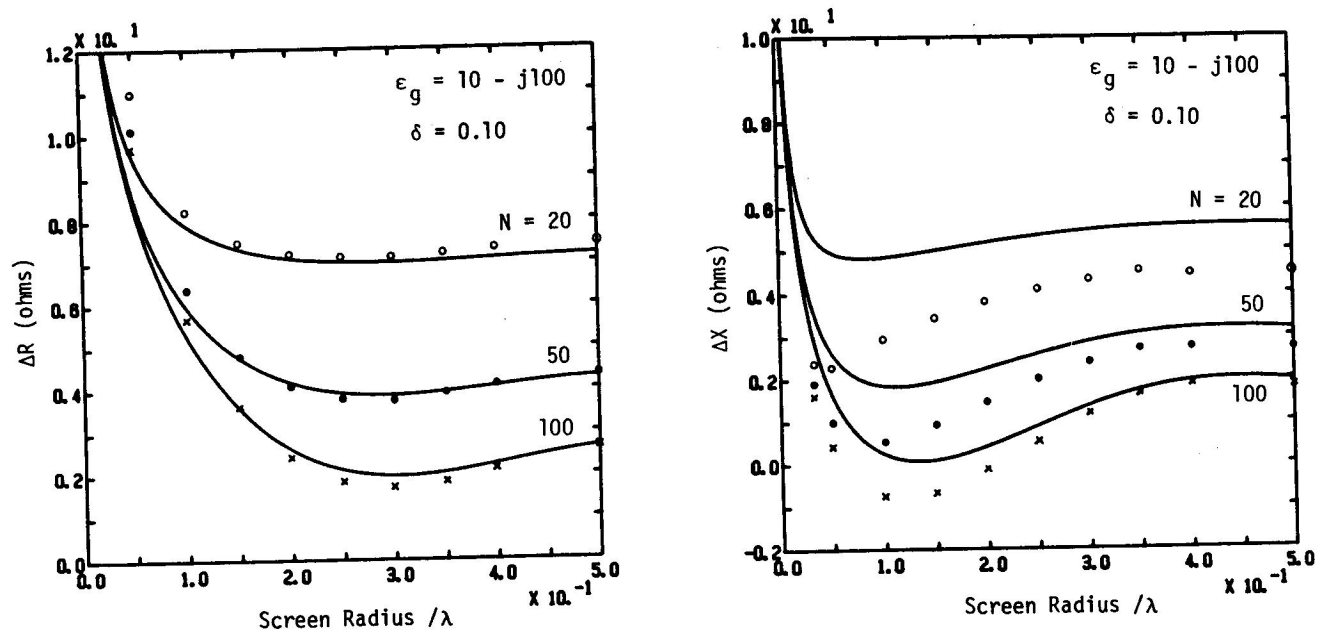 X 10. 1
1.2
1.0
0.8
0.6
0.4
0.2
0.0
ΔR (ohms)
εg = 10 - j100
δ = 0.10
N = 20
50
100
0.0
1.0
2.0
3.0
4.0
5.0
X 10. -1
Screen Radius /λ
X 10. 1
1.0
0.8
0.6
0.4
0.2
0.0
-0.2
ΔX (ohms)
εg = 10 - j100
δ = 0.10
N = 20
50
100
0.0
1.0
2.0
3.0
4.0
5.0
X 10. -1
Screen Radius /λ